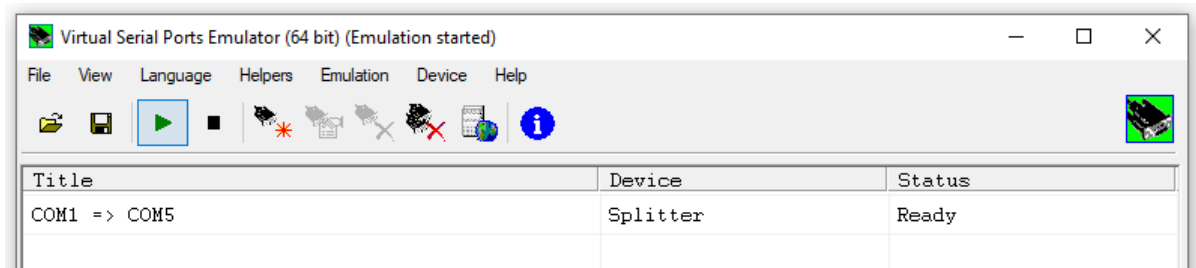 Virtual Serial Ports Emulator (64 bit) (Emulation started)
File View Language Helpers Emulation Device Help
Title Device Status
COM1 => COM5 Splitter Ready